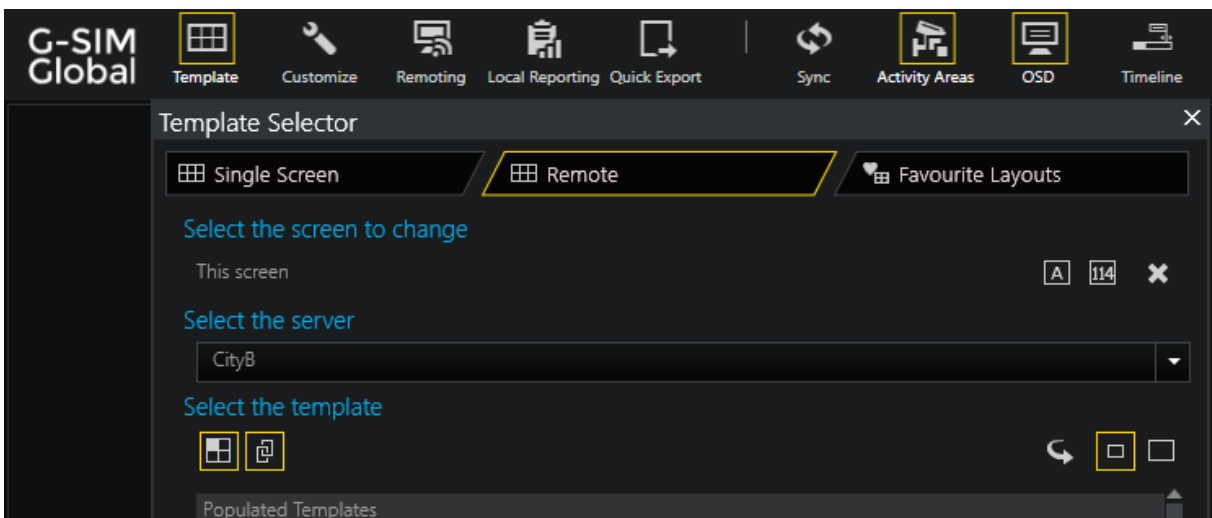 G-SIM
Global
Template
Customize
Remoting
Local Reporting
Quick Export
Sync
Activity Areas
OSD
Timeline
Template Selector
Single Screen
Remote
Favourite Layouts
Select the screen to change
This screen
A
114
Select the server
CityB
Select the template
Populated Templates